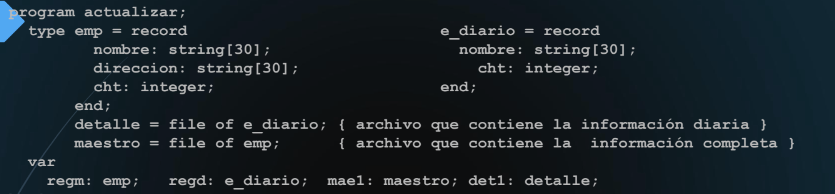 program actualizar;
type emp = record e_diario = record
nombre: string[30]; nombre: string[30];
direccion: string[30]; cht: integer;
cht: integer; end;
end;
detalle = file of e_diario; { archivo que contiene la información diaria }
maestro = file of emp; { archivo que contiene la información completa }
var
regm: emp; regd: e_diario; mae1: maestro; det1: detalle;